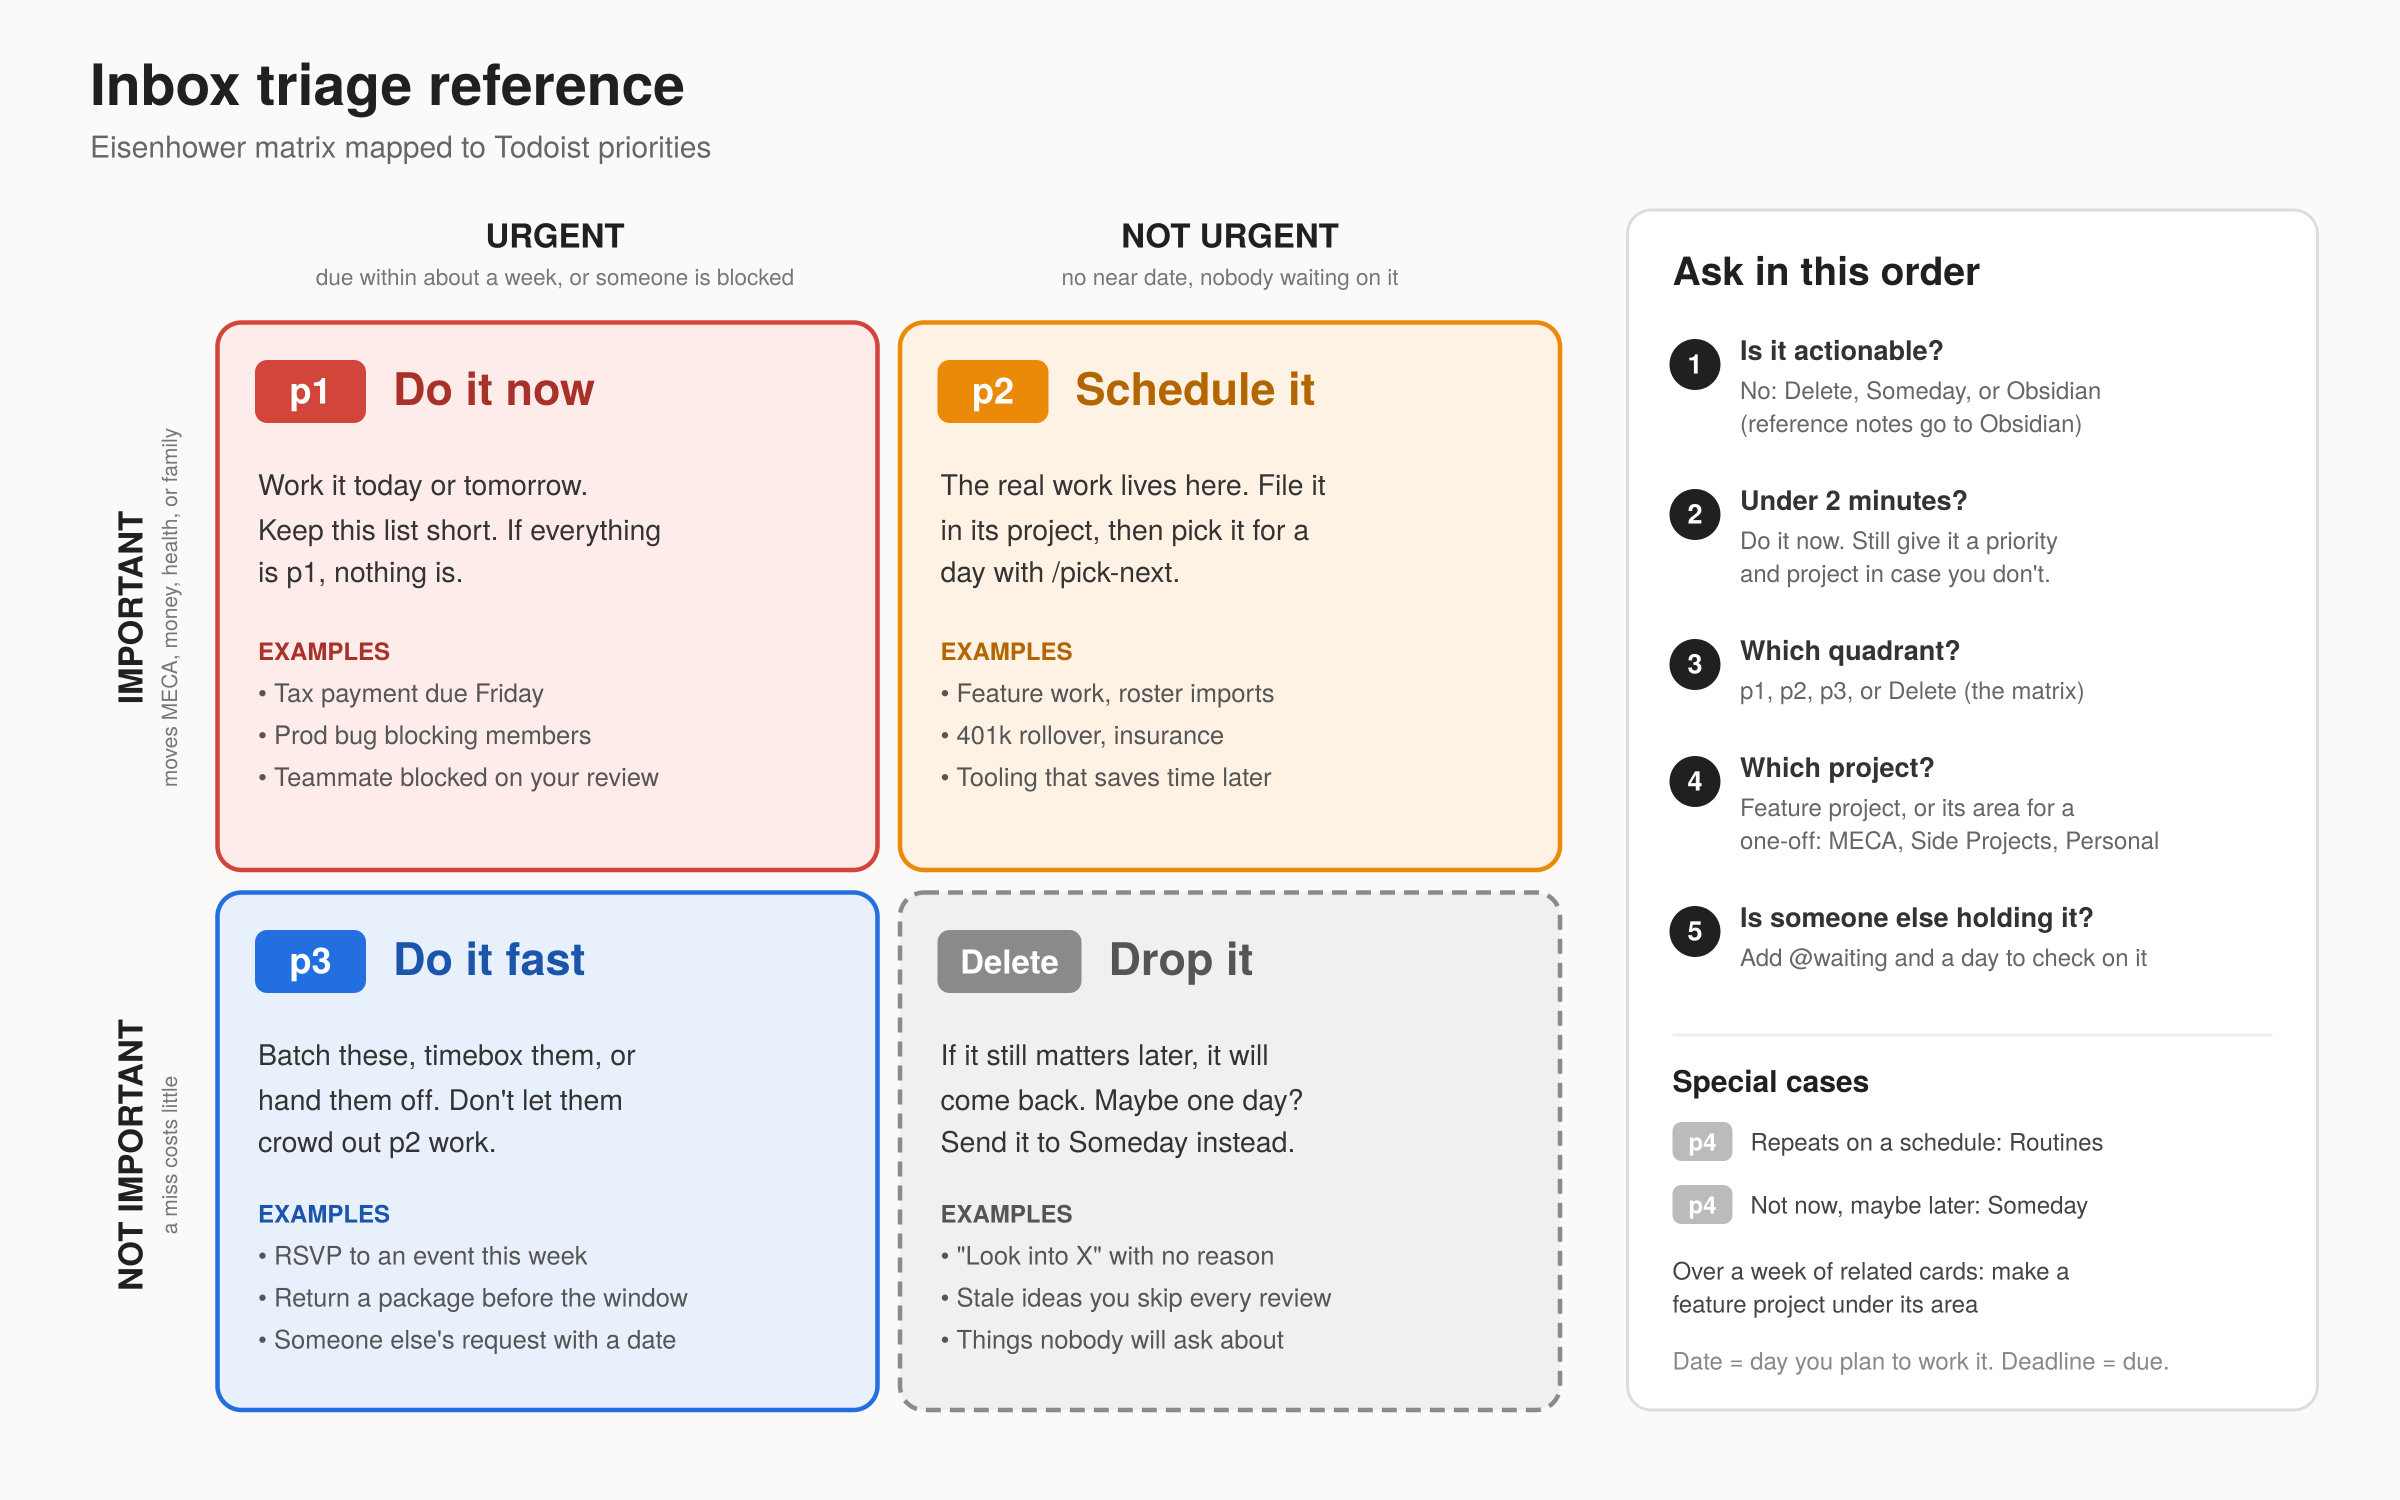 Inbox triage reference
Eisenhower matrix mapped to Todoist priorities
URGENT
due within about a week, or someone is blocked
NOT URGENT
no near date, nobody waiting on it
IMPORTANT
moves MECA, money, health, or family
p1 Do it now
Work it today or tomorrow.
Keep this list short. If everything
is p1, nothing is.
EXAMPLES
• Tax payment due Friday
• Prod bug blocking members
• Teammate blocked on your review
p2 Schedule it
The real work lives here. File it
in its project, then pick it for a
day with /pick-next.
EXAMPLES
• Feature work, roster imports
• 401k rollover, insurance
• Tooling that saves time later
NOT IMPORTANT
a miss costs little
p3 Do it fast
Batch these, timebox them, or
hand them off. Don't let them
crowd out p2 work.
EXAMPLES
• RSVP to an event this week
• Return a package before the window
• Someone else's request with a date
Delete Drop it
If it still matters later, it will
come back. Maybe one day?
Send it to Someday instead.
EXAMPLES
• "Look into X" with no reason
• Stale ideas you skip every review
• Things nobody will ask about
Ask in this order
1 Is it actionable?
No: Delete, Someday, or Obsidian
(reference notes go to Obsidian)
2 Under 2 minutes?
Do it now. Still give it a priority
and project in case you don't.
3 Which quadrant?
p1, p2, p3, or Delete (the matrix)
4 Which project?
Feature project, or its area for a
one-off: MECA, Side Projects, Personal
5 Is someone else holding it?
Add @waiting and a day to check on it
Special cases
p4 Repeats on a schedule: Routines
p4 Not now, maybe later: Someday
Over a week of related cards: make a
feature project under its area
Date = day you plan to work it. Deadline = due.